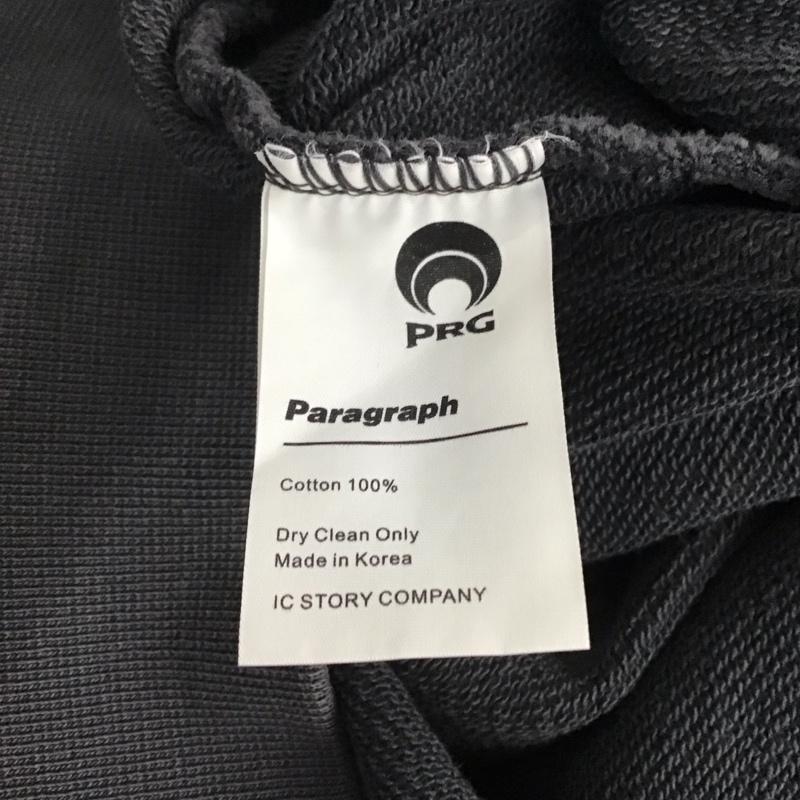 PRG
Paragraph
Cotton 100%
Dry Clean Only
Made in Korea
IC STORY COMPANY